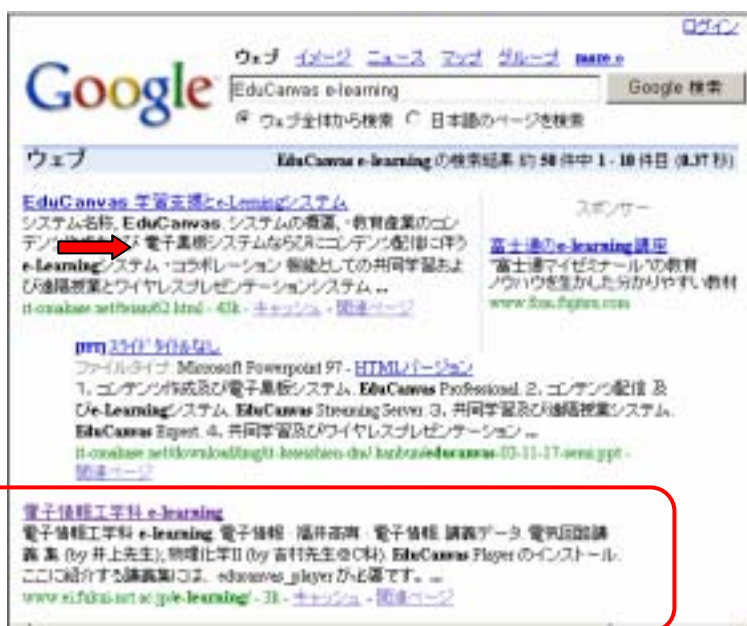 ログイン
ウェブ イメージ ニュース マップ グループ more »
Google
EduCanvas e-learning
Google 検索
ウェブ全体から検索 日本語のページを検索
ウェブ
EduCanvas e-learning の検索結果 約 50 件中 1 - 10 件目 (0.37 秒)
EduCanvas 学習支援とe-Lerningシステム
システム名称, EduCanvas. システムの概要, ・教育産業のコン
電子黒板システムならびにコンテンツ配信に伴う
e-Learningシステム・コラボレーション 機能としての共同学習およ
び遠隔授業とワイヤレスプレゼンテーションシステム ...
43k - キャッシュ - 関連ページ
スポンサー
富士通のe-learning講座
“富士通マイゼミナール”の教育
ノウハウを生かした分かりやすい教材
www.fom.fujitsu.com
[PPT] スライド タイトルなし
ファイルタイプ: Microsoft Powerpoint 97 - HTMLバージョン
1, コンテンツ作成及び電子黒板システム. EduCanvas Professional. 2, コンテンツ配信 及
びe-Learningシステム. EduCanvas Streaming Server. 3, 共同学習及び遠隔授業システム.
EduCanvas Expert. 4, 共同学習及びワイヤレスプレゼンテーション ...
関連ページ
電子情報工学科 e-learning
電子情報工学科 e-learning. 電子情報 · 福井高専 · 電子情報. 講義データ. 電気回路講
義 集 (by 井上先生); 物理化学II (by 吉村先生@C科). EduCanvas Player のインストール.
ここに紹介する講義集には、educanvas_player が必要です。 ...
www.ei.fukui-nct.ac.jp/e-learning/ - 3k - キャッシュ - 関連ページ